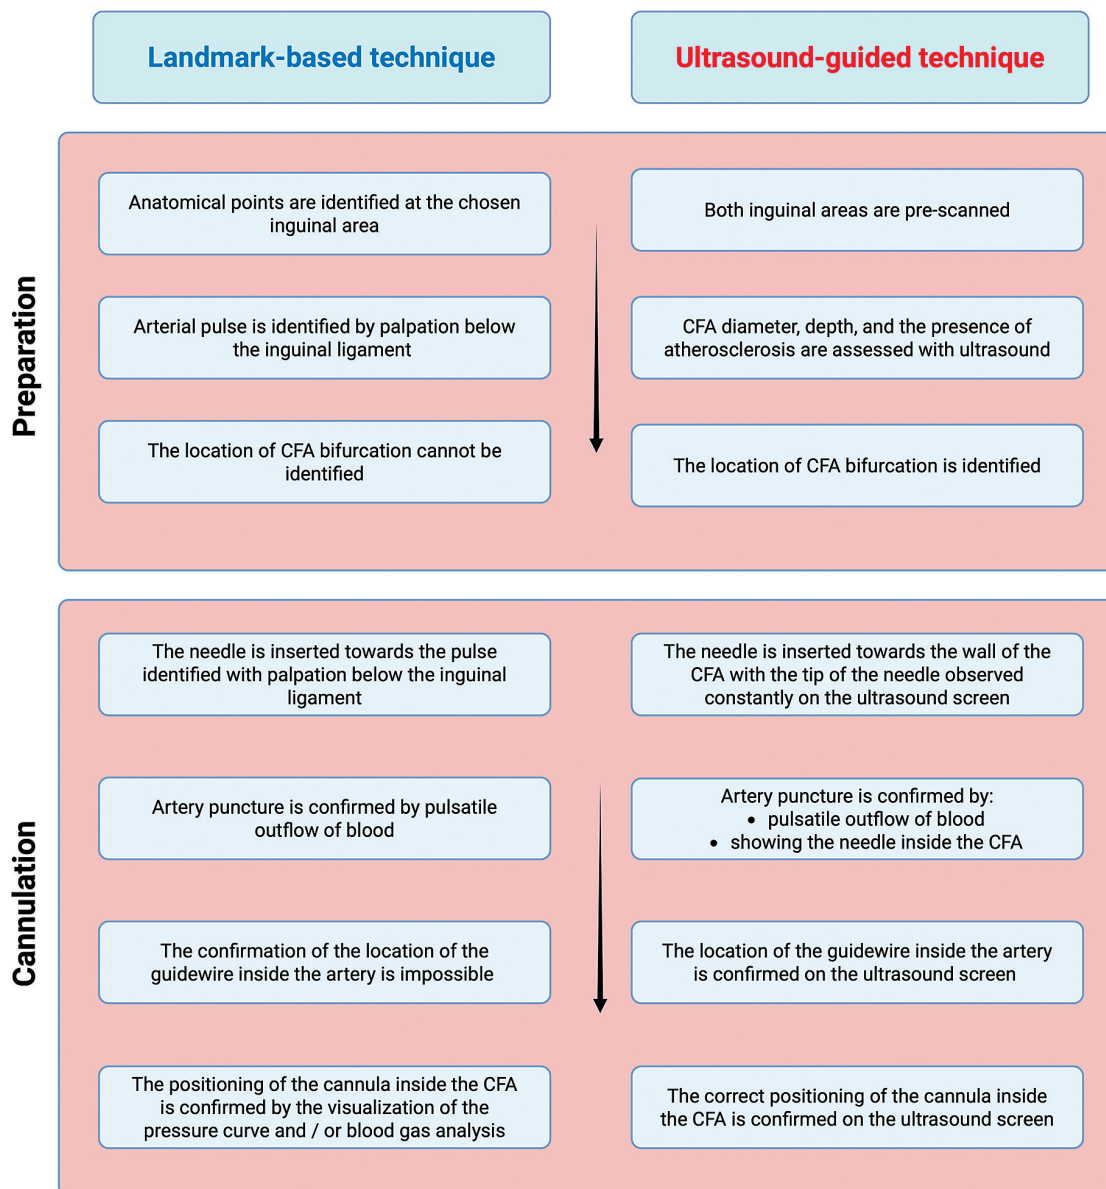 Landmark-based technique
Ultrasound-guided technique
Preparation
Anatomical points are identified at the chosen
inguinal area
Both inguinal areas are pre-scanned
Arterial pulse is identified by palpation below
the inguinal ligament
CFA diameter, depth, and the presence of
atherosclerosis are assessed with ultrasound
The location of CFA bifurcation cannot be
identified
The location of CFA bifurcation is identified
Cannulation
The needle is inserted towards the pulse
identified with palpation below the inguinal
ligament
The needle is inserted towards the wall of the
CFA with the tip of the needle observed
constantly on the ultrasound screen
Artery puncture is confirmed by pulsatile
outflow of blood
Artery puncture is confirmed by:
• pulsatile outflow of blood
• showing the needle inside the CFA
The confirmation of the location of the
guidewire inside the artery is impossible
The location of the guidewire inside the artery
is confirmed on the ultrasound screen
The positioning of the cannula inside the CFA
is confirmed by the visualization of the
pressure curve and / or blood gas analysis
The correct positioning of the cannula inside
the CFA is confirmed on the ultrasound screen